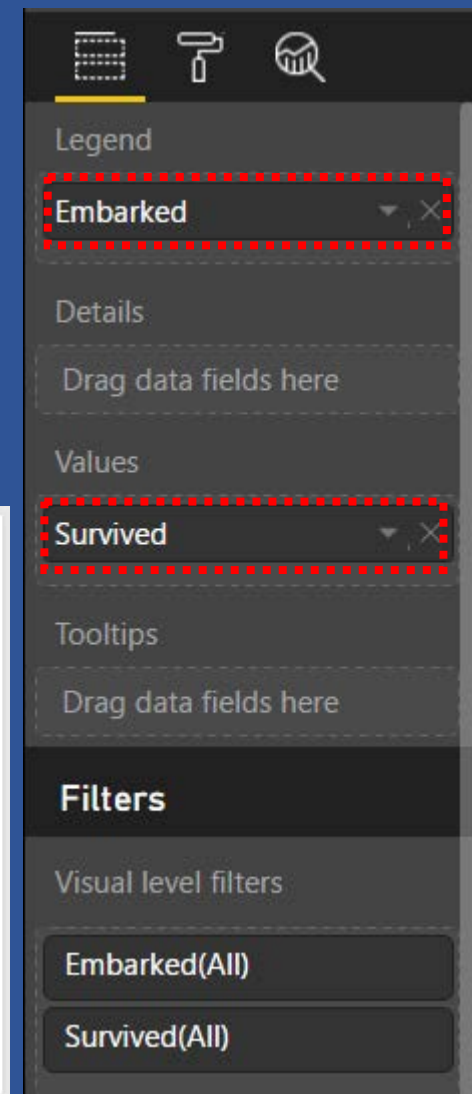 Legend
Embarked
Details
Drag data fields here
Values
Survived
Tooltips
Drag data fields here
Filters
Visual level filters
Embarked(All)
Survived(All)